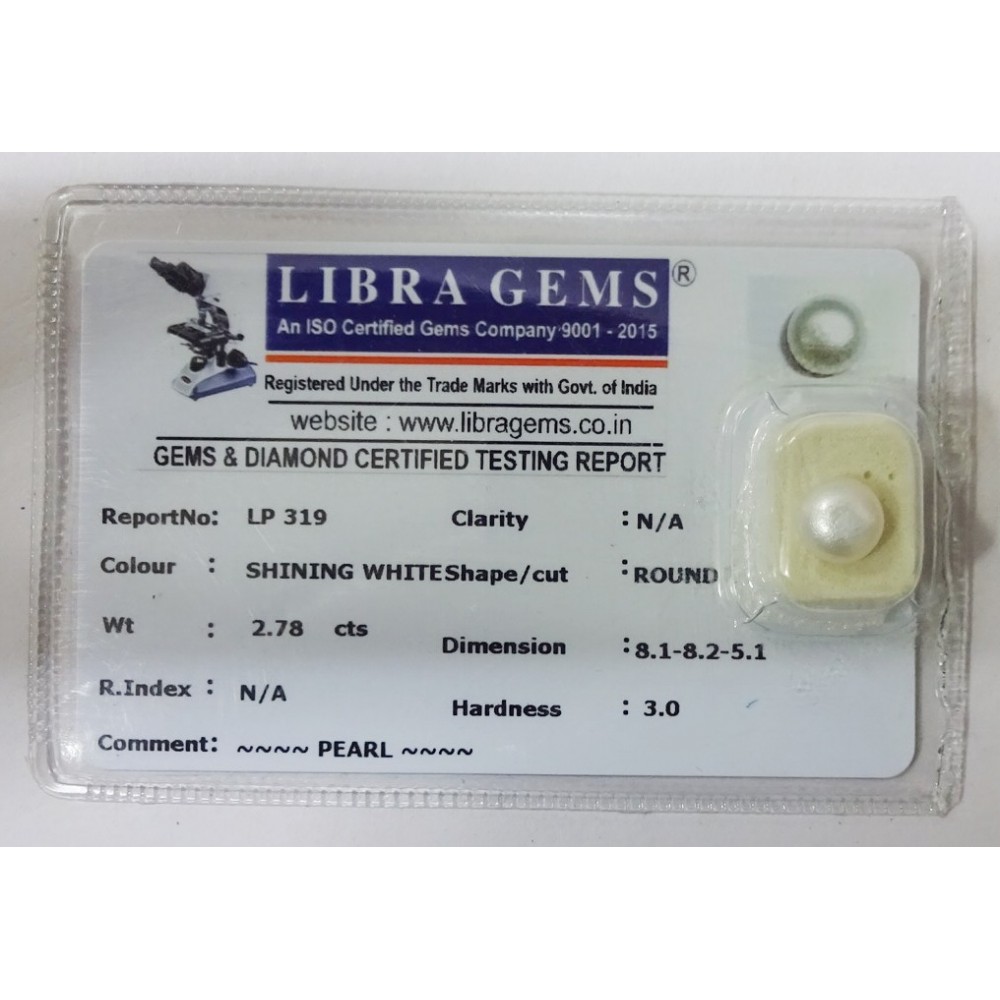 LIBRA GEMS®
An ISO Certified Gems Company 9001 - 2015
Registered Under the Trade Marks with Govt. of India
website : www.libragems.co.in
GEMS & DIAMOND CERTIFIED TESTING REPORT
ReportNo: LP 319 Clarity : N/A
Colour : SHINING WHITE Shape/cut : ROUND
Wt : 2.78 cts Dimension : 8.1-8.2-5.1
R.Index : N/A Hardness : 3.0
Comment: ~~~~ PEARL ~~~~